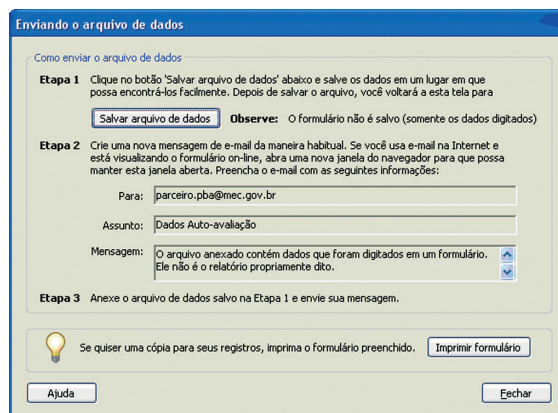 Enviando o arquivo de dados
Como enviar o arquivo de dados
Etapa 1 Clique no botão 'Salvar arquivo de dados' abaixo e salve os dados em um lugar em que
possa encontrá-los facilmente. Depois de salvar o arquivo, você voltará a esta tela para
Salvar arquivo de dados Observe: O formulário não é salvo (somente os dados digitados)
Etapa 2 Crie uma nova mensagem de e-mail da maneira habitual. Se você usa e-mail na Internet e
está visualizando o formulário on-line, abra uma nova janela do navegador para que possa
manter esta janela aberta. Preencha o e-mail com as seguintes informações:
Para: parceiro.pba@mec.gov.br
Assunto: Dados Auto-avaliação
Mensagem: O arquivo anexado contém dados que foram digitados em um formulário.
Ele não é o relatório propriamente dito.
Etapa 3 Anexe o arquivo de dados salvo na Etapa 1 e envie sua mensagem.
Se quiser uma cópia para seus registros, imprima o formulário preenchido. Imprimir formulário
Ajuda Fechar